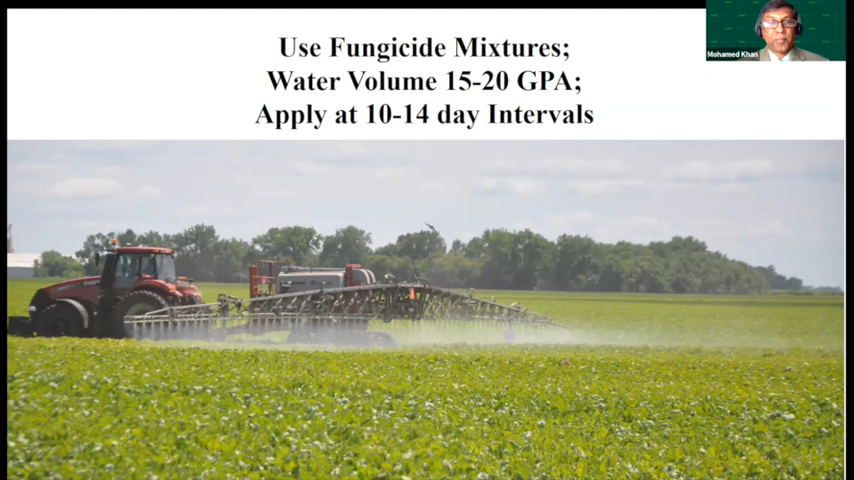 Use Fungicide Mixtures;
Water Volume 15-20 GPA;
Apply at 10-14 day Intervals
Mohamed Khan